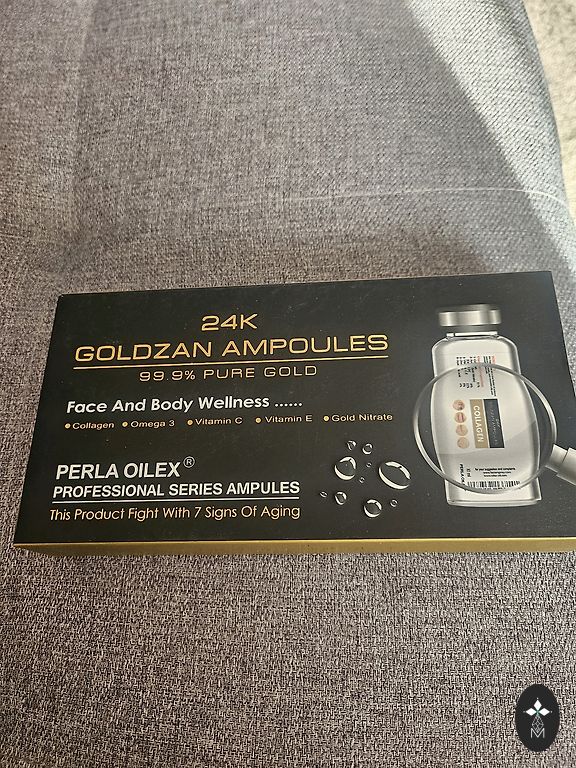 24K
GOLDZAN AMPOULES
99.9% PURE GOLD
Face And Body Wellness ......
• Collagen • Omega 3 • Vitamin C • Vitamin E • Gold Nitrate
PERLA OILEX®
PROFESSIONAL SERIES AMPULES
This Product Fight With 7 Signs Of Aging
COLLAGEN
M